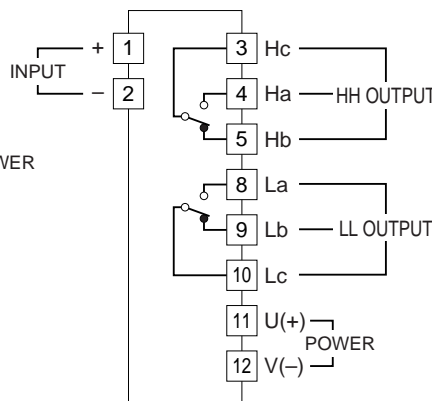 + 1
INPUT
– 2
WER
3 Hc
4 Ha HH OUTPUT
5 Hb
8 La
9 Lb LL OUTPUT
10 Lc
11 U(+)
POWER
12 V(–)